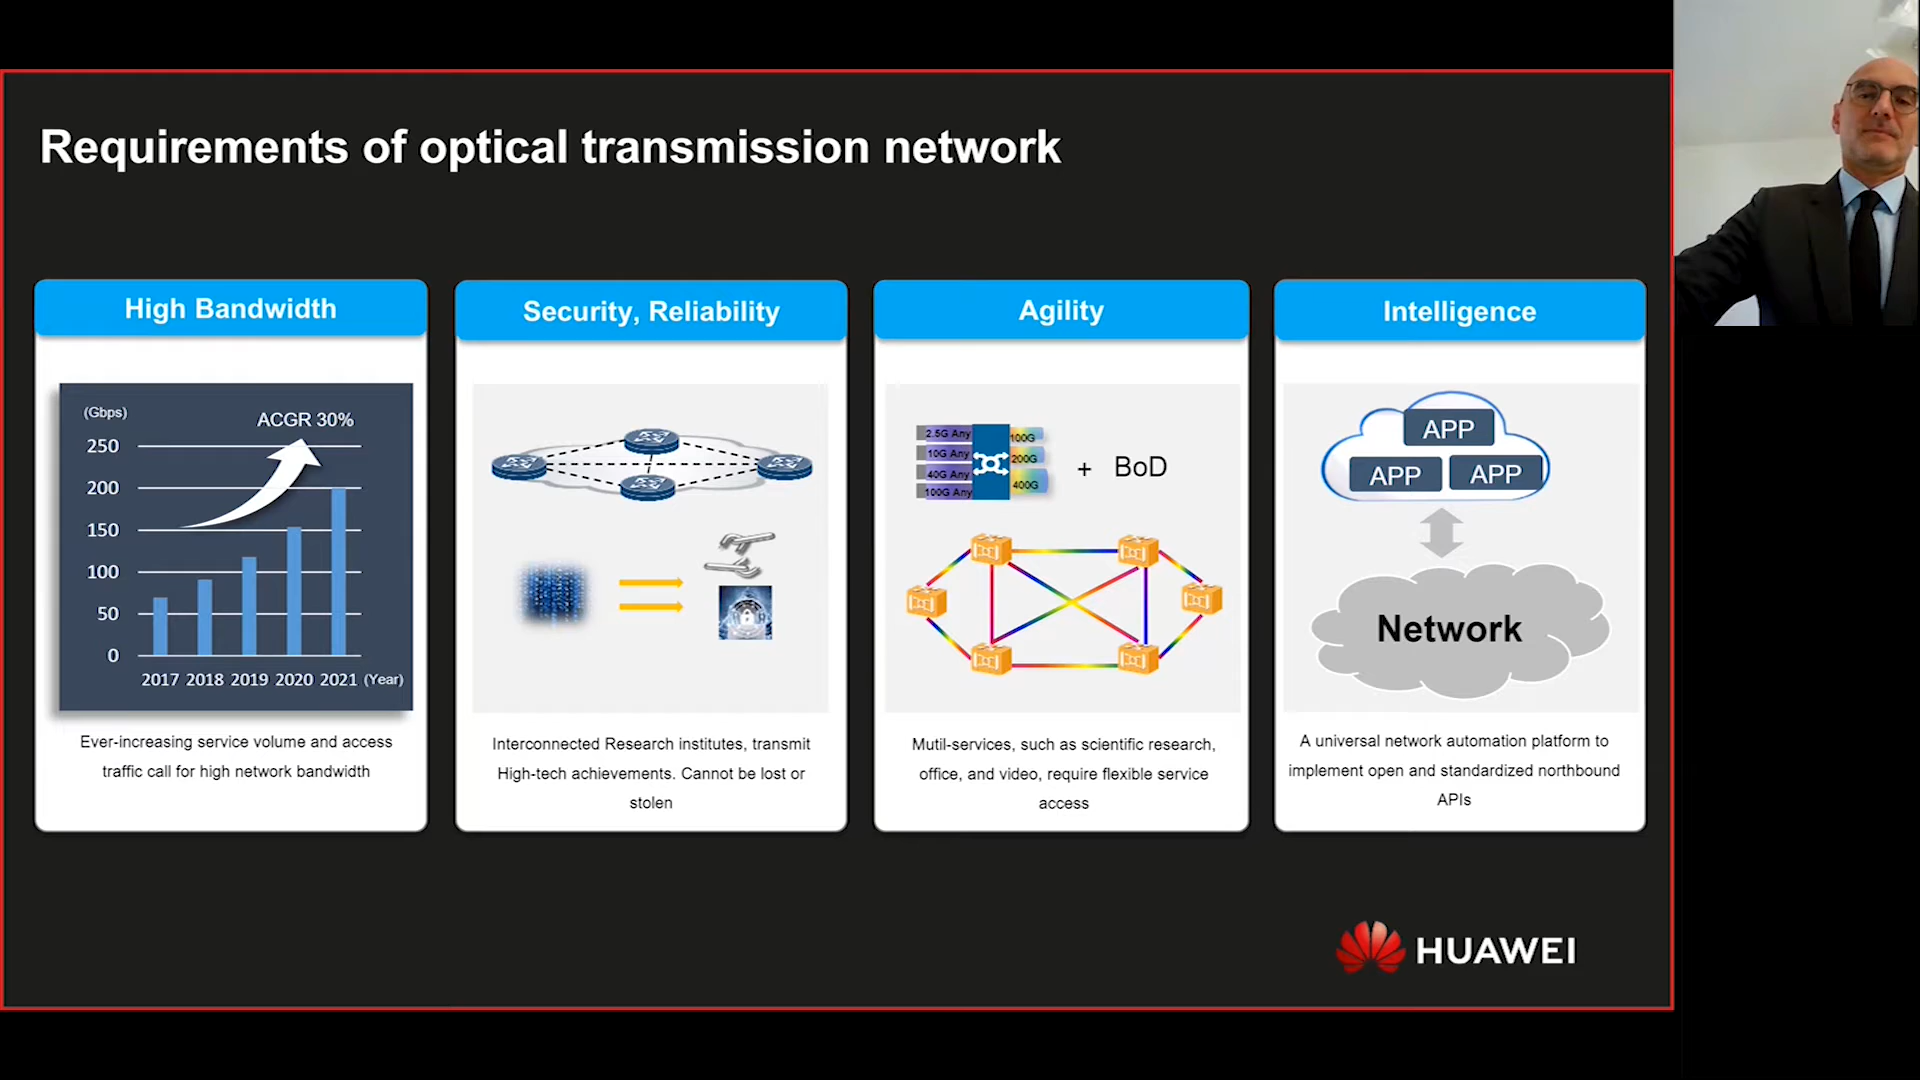 Requirements of optical transmission network
High Bandwidth
(Gbps)
ACGR 30%
250
200
150
100
50
0
2017 2018 2019 2020 2021 (Year)
Ever-increasing service volume and access
traffic call for high network bandwidth
Security, Reliability
Interconnected Research institutes, transmit
High-tech achievements. Cannot be lost or
stolen
Agility
2.5G Any
10G Any
40G Any
100G Any
100G
200G
400G
+ BoD
Mutil-services, such as scientific research,
office, and video, require flexible service
access
Intelligence
APP
APP APP
Network
A universal network automation platform to
implement open and standardized northbound
APIs
HUAWEI